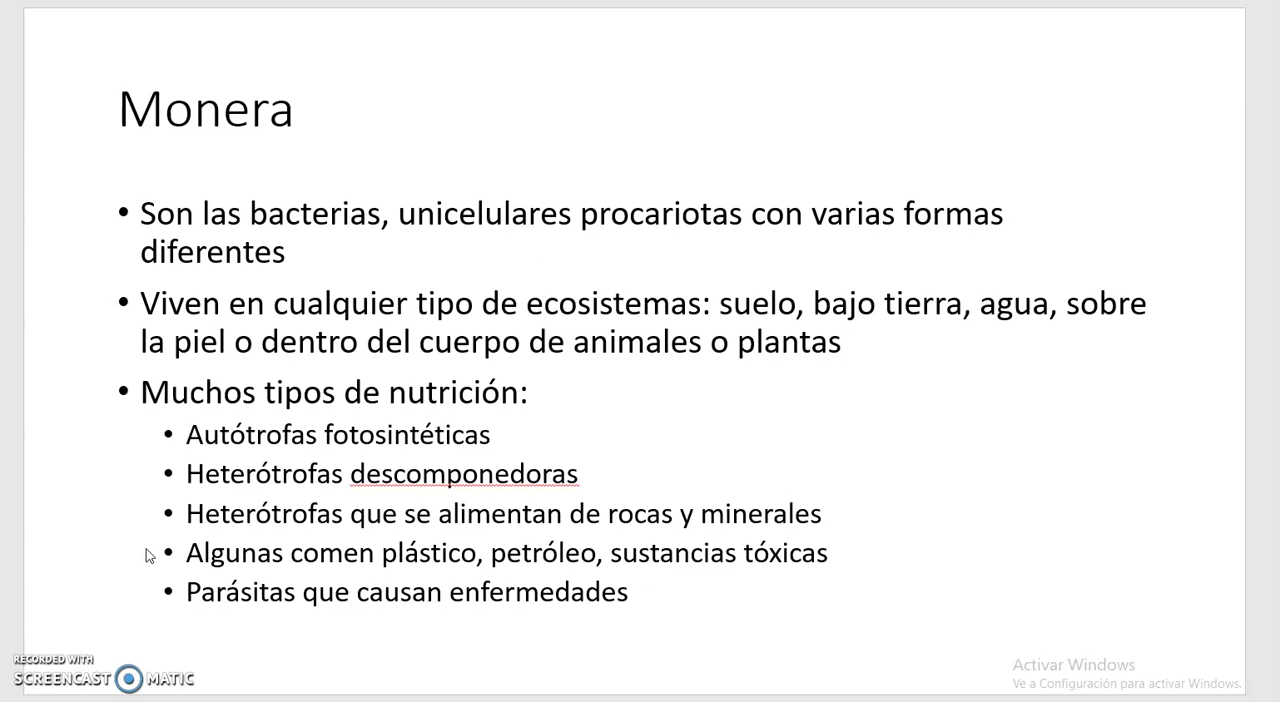 Monera
• Son las bacterias, unicelulares procariotas con varias formas
diferentes
• Viven en cualquier tipo de ecosistemas: suelo, bajo tierra, agua, sobre
la piel o dentro del cuerpo de animales o plantas
• Muchos tipos de nutrición:
• Autótrofas fotosintéticas
• Heterótrofas descomponedoras
• Heterótrofas que se alimentan de rocas y minerales
• Algunas comen plástico, petróleo, sustancias tóxicas
• Parásitas que causan enfermedades
RECORDED WITH
SCREENCAST MATIC
Activar Windows
Ve a Configuración para activar Windows.